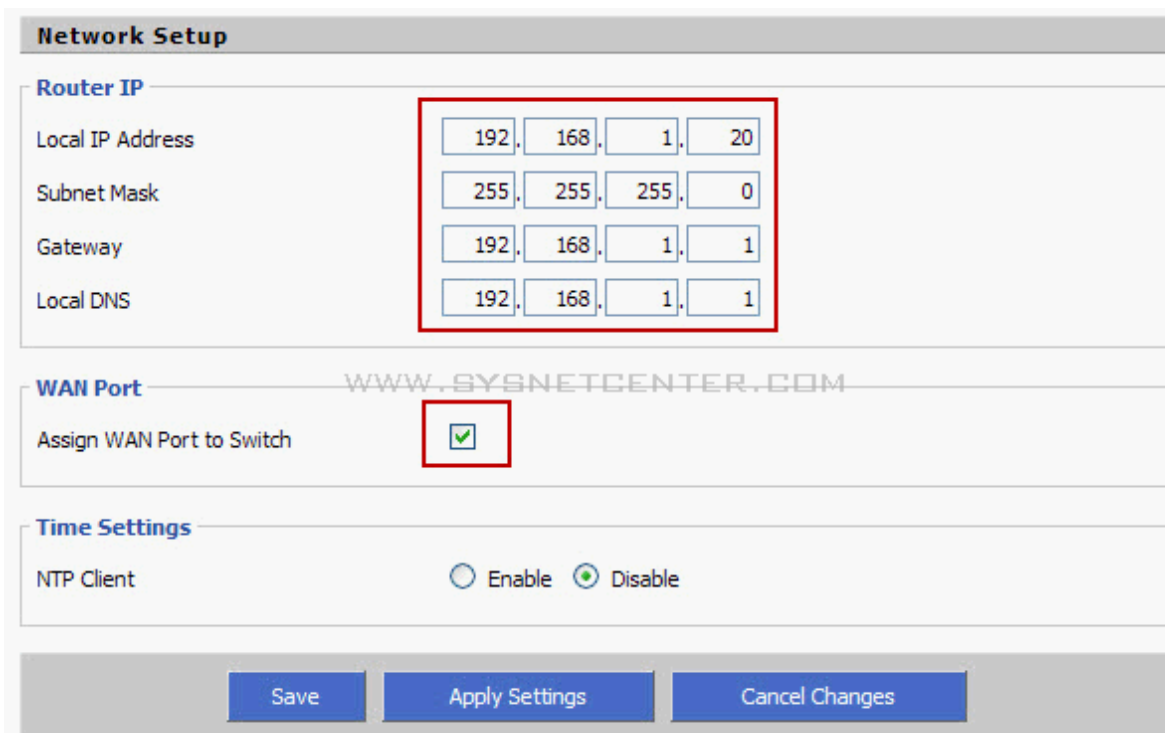 Network Setup
Router IP
Local IP Address 192. 168. 1. 20
Subnet Mask 255. 255. 255. 0
Gateway 192. 168. 1. 1
Local DNS 192. 168. 1. 1
WWW.SYSNETCENTER.COM
WAN Port
Assign WAN Port to Switch
Time Settings
NTP Client Enable Disable
Save Apply Settings Cancel Changes